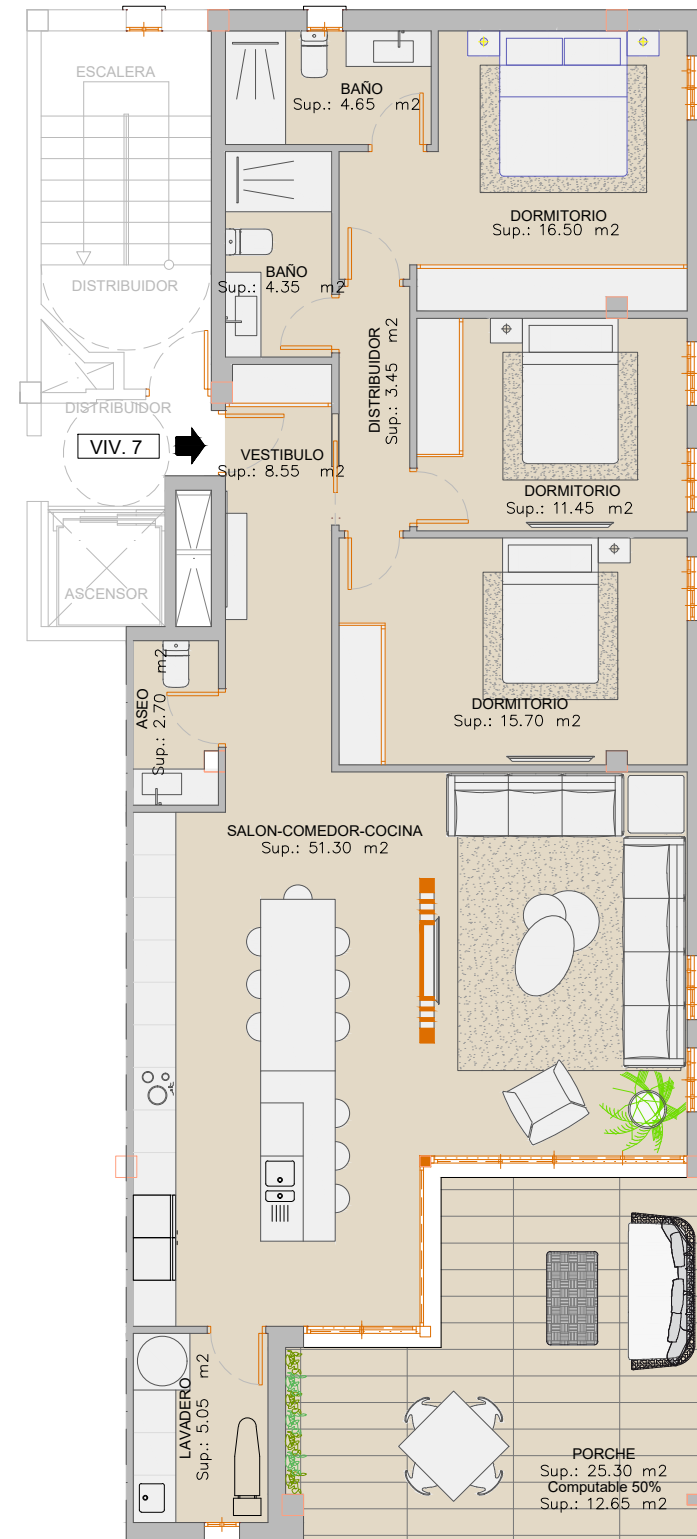 ESCALERA
BAÑO
Sup.: 4.65 m2
DORMITORIO
Sup.: 16.50 m2
BAÑO
Sup.: 4.35 m2
DISTRIBUIDOR
DISTRIBUIDOR
Sup.: 3.45 m2
DISTRIBUIDOR
VIV. 7
VESTIBULO
Sup.: 8.55 m2
DORMITORIO
Sup.: 11.45 m2
ASCENSOR
ASEO
Sup.: 2.70 m2
DORMITORIO
Sup.: 15.70 m2
SALON-COMEDOR-COCINA
Sup.: 51.30 m2
LAVADERO
Sup.: 5.05 m2
PORCHE
Sup.: 25.30 m2
Computable 50%
Sup.: 12.65 m2